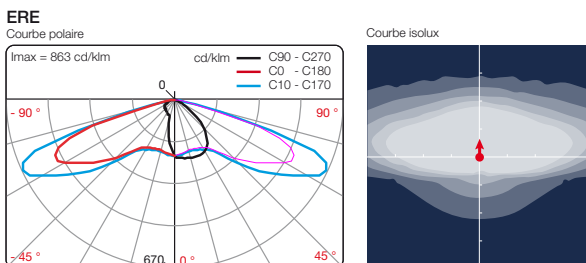 ERE
Courbe polaire
Imax = 863 cd/klm
cd/klm
C90 - C270
C0 - C180
C10 - C170
0
- 90 °
90 °
- 45 °
670
0 °
45 °
Courbe isolux